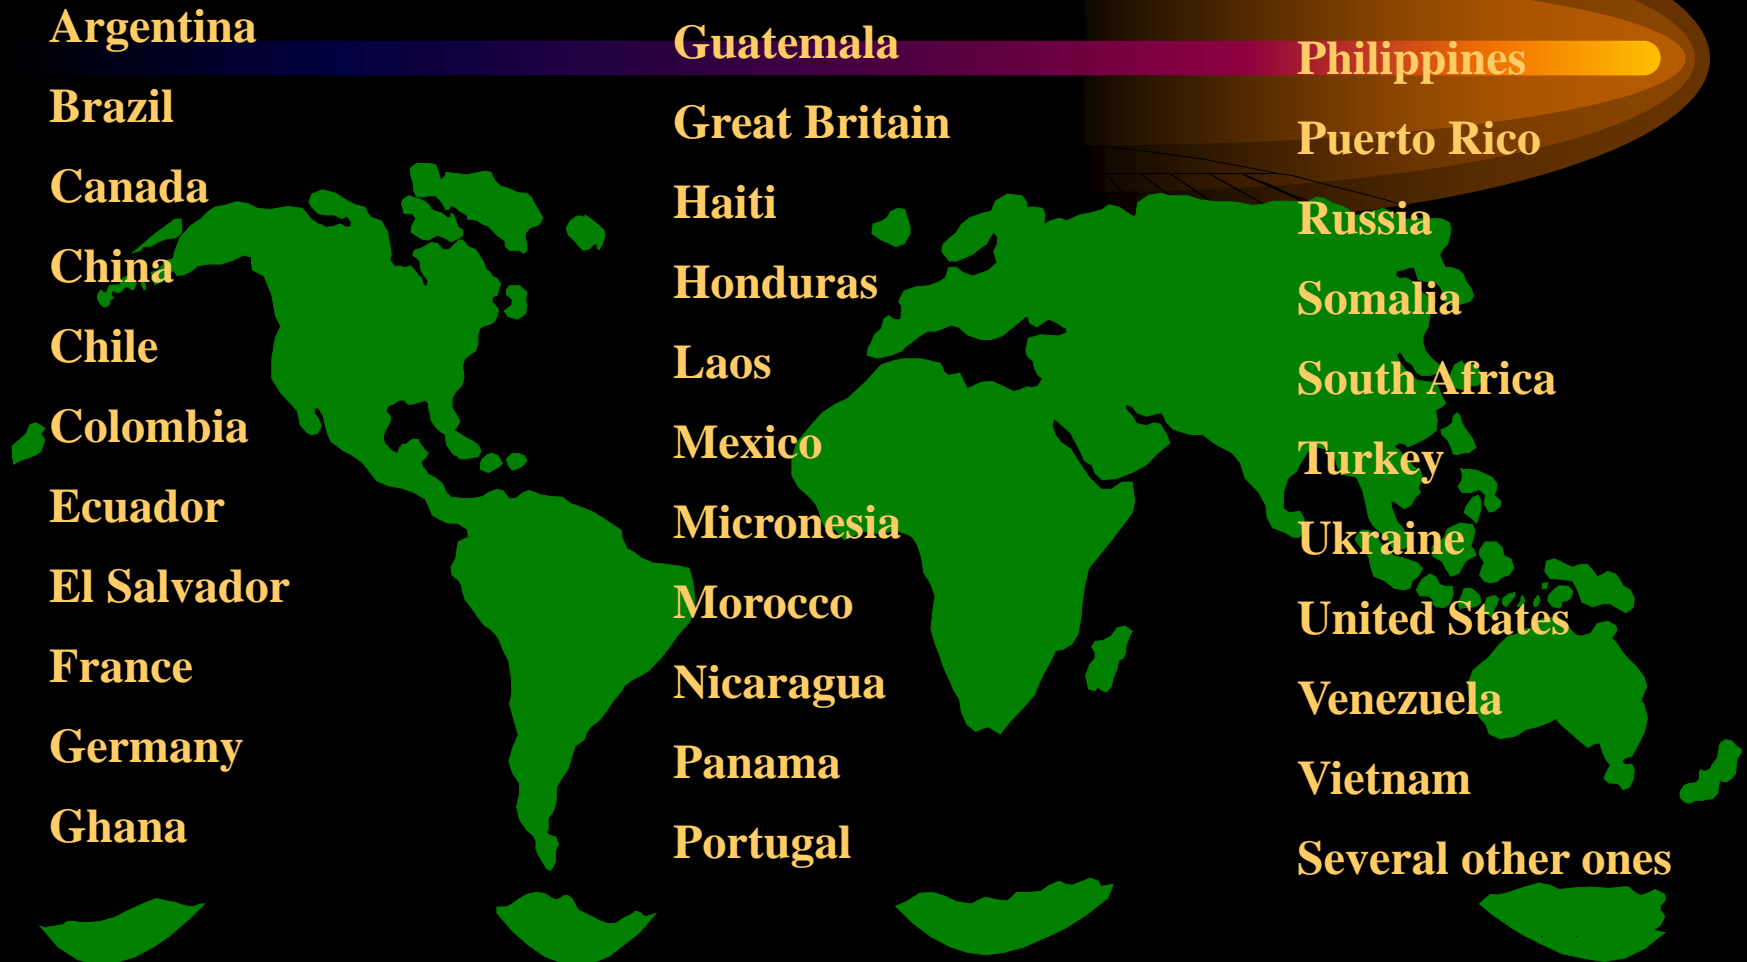 Argentina
Brazil
Canada
China
Chile
Colombia
Ecuador
El Salvador
France
Germany
Ghana
Guatemala
Great Britain
Haiti
Honduras
Laos
Mexico
Micronesia
Morocco
Nicaragua
Panama
Portugal
Philippines
Puerto Rico
Russia
Somalia
South Africa
Turkey
Ukraine
United States
Venezuela
Vietnam
Several other ones